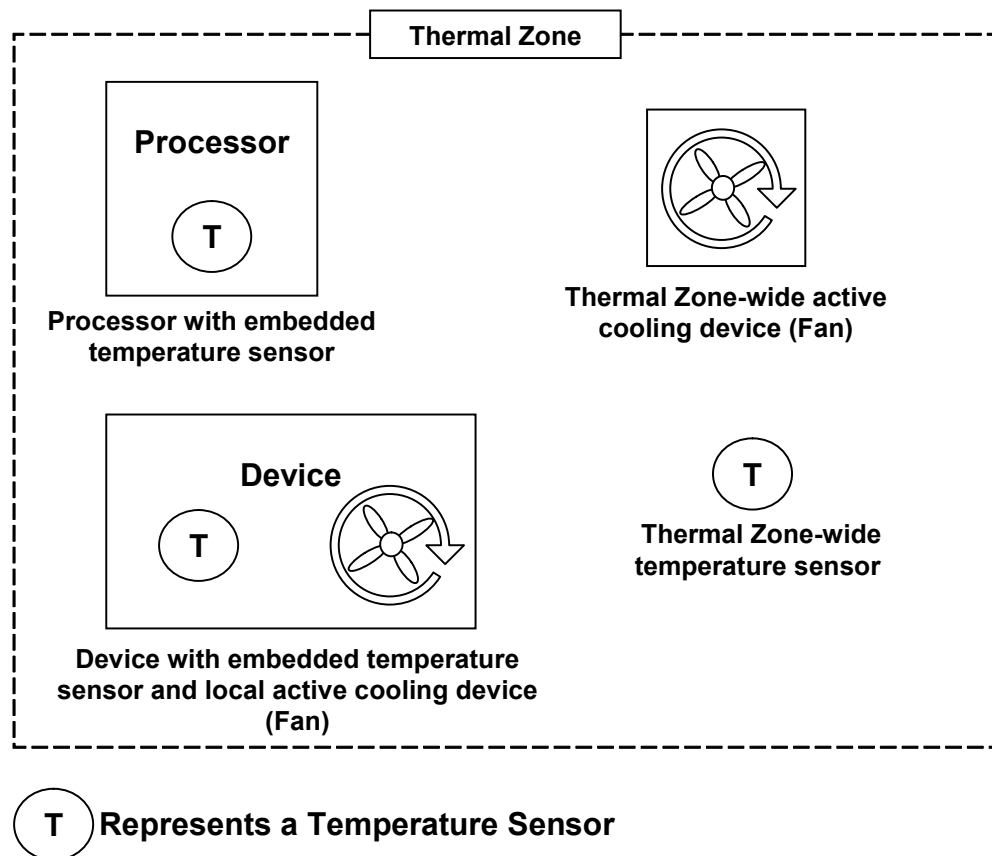 Thermal Zone
Processor
T
Processor with embedded
temperature sensor
Thermal Zone-wide active
cooling device (Fan)
Device
T
Device with embedded temperature
sensor and local active cooling device
(Fan)
T
Thermal Zone-wide
temperature sensor
T Represents a Temperature Sensor